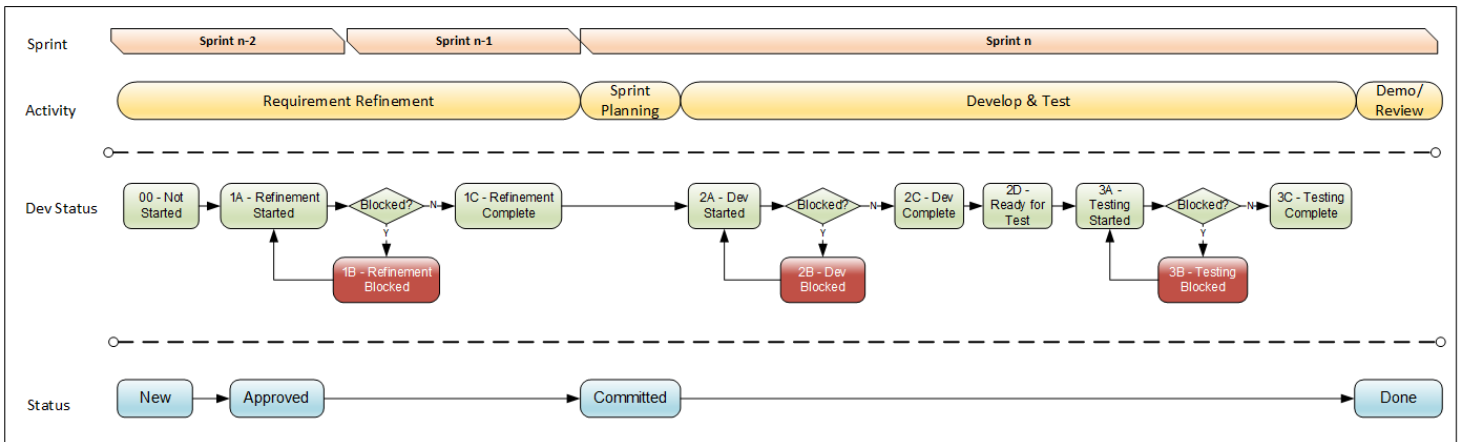 Sprint
Sprint n-2
Sprint n-1
Sprint n
Activity
Requirement Refinement
Sprint
Planning
Develop & Test
Demo/
Review
Dev Status
00 - Not
Started
1A - Refinement
Started
Blocked?
N
1C - Refinement
Complete
2A - Dev
Started
Blocked?
N
2C - Dev
Complete
2D -
Ready for
Test
3A -
Testing
Started
Blocked?
N
3C - Testing
Complete
Y
Y
Y
1B - Refinement
Blocked
2B - Dev
Blocked
3B - Testing
Blocked
Status
New
Approved
Committed
Done